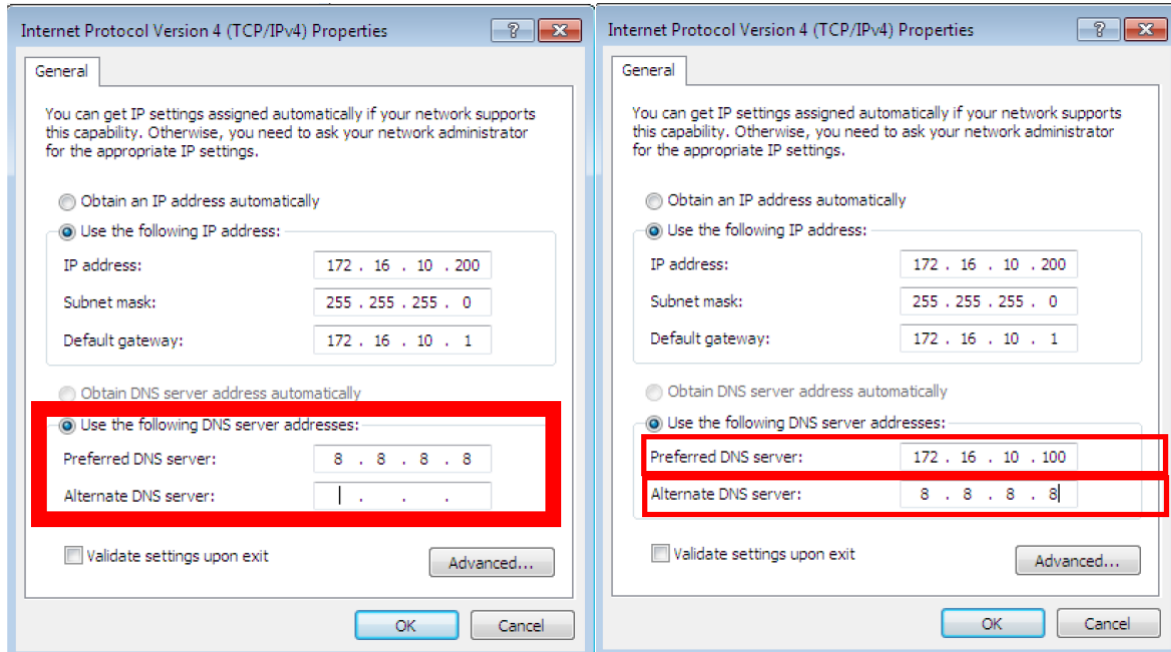 Internet Protocol Version 4 (TCP/IPv4) Properties
General
You can get IP settings assigned automatically if your network supports
this capability. Otherwise, you need to ask your network administrator
for the appropriate IP settings.
Obtain an IP address automatically
Use the following IP address:
IP address: 172 . 16 . 10 . 200
Subnet mask: 255 . 255 . 255 . 0
Default gateway: 172 . 16 . 10 . 1
Obtain DNS server address automatically
Use the following DNS server addresses:
Preferred DNS server: 8 . 8 . 8 . 8
Alternate DNS server: . . .
Validate settings upon exit
Advanced...
OK Cancel
Internet Protocol Version 4 (TCP/IPv4) Properties
General
You can get IP settings assigned automatically if your network supports
this capability. Otherwise, you need to ask your network administrator
for the appropriate IP settings.
Obtain an IP address automatically
Use the following IP address:
IP address: 172 . 16 . 10 . 200
Subnet mask: 255 . 255 . 255 . 0
Default gateway: 172 . 16 . 10 . 1
Obtain DNS server address automatically
Use the following DNS server addresses:
Preferred DNS server: 172 . 16 . 10 . 100
Alternate DNS server: 8 . 8 . 8 . 8
Validate settings upon exit
Advanced...
OK Cancel